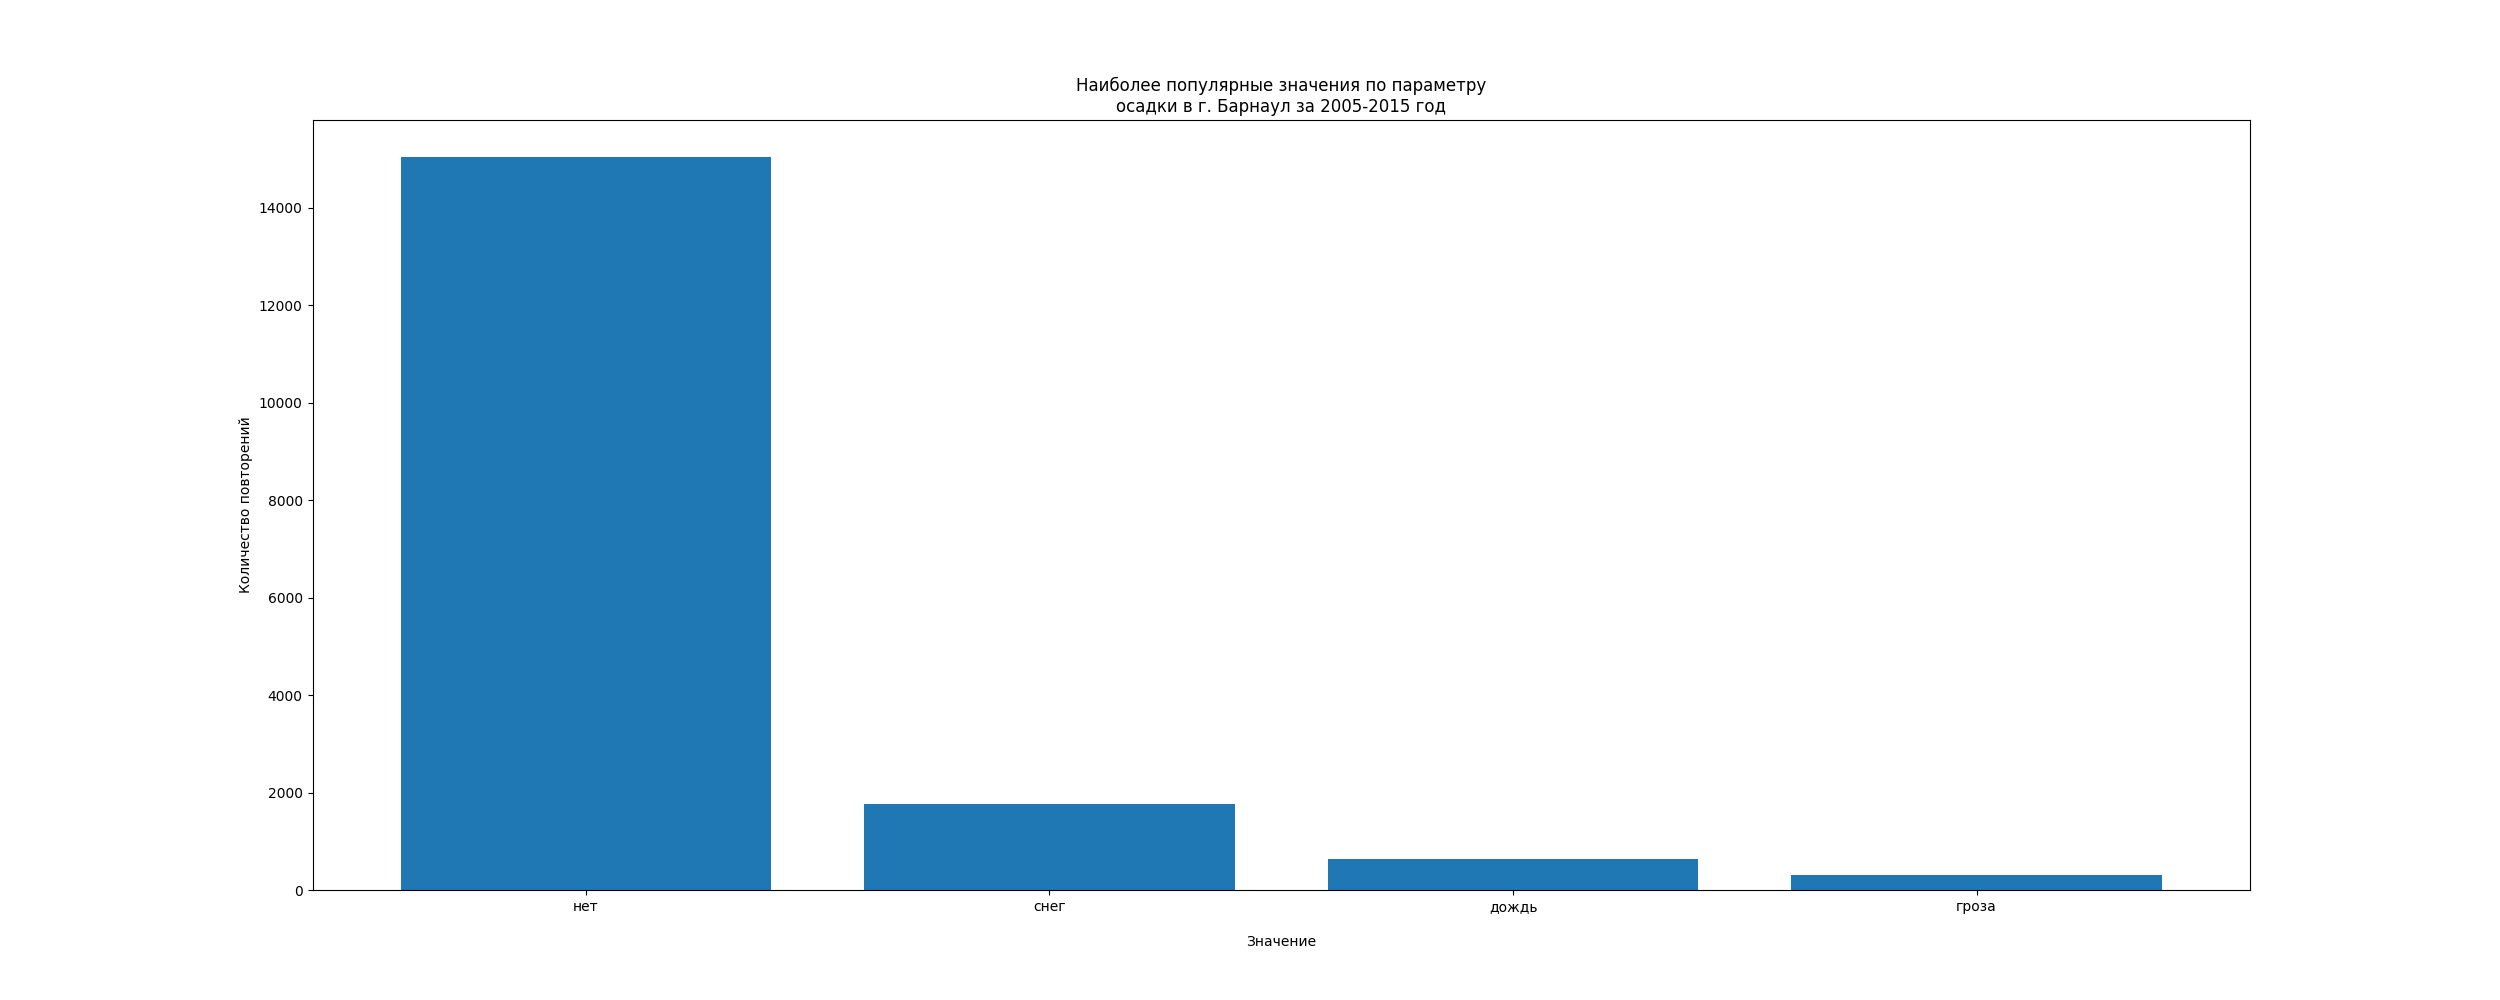 Наиболее популярные значения по параметру
осадки в г. Барнаул за 2005-2015 год
Количество повторений
14000
12000
10000
8000
6000
4000
2000
0
нет
снег
дождь
гроза
Значение